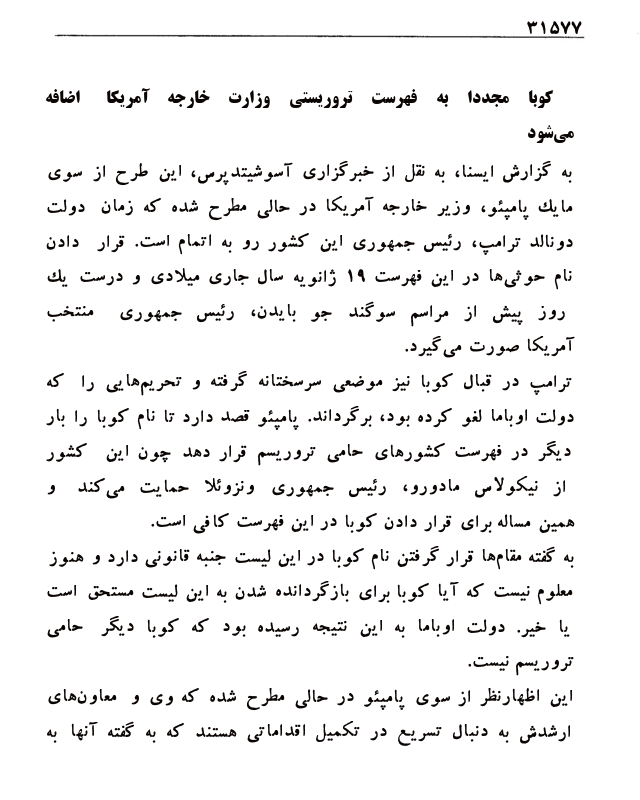 ۳۱۵۷۷
کوبا مجددا به فهرست تروریستی وزارت خارجه آمریکا اضافه
می‌شود
به گزارش ایسنا، به نقل از خبرگزاری آسوشیتدپرس، این طرح از سوی
مایك پامپئو، وزیر خارجه آمریکا در حالی مطرح شده که زمان دولت
دونالد ترامپ، رئیس جمهوری این کشور رو به اتمام است. قرار دادن
نام حوثی‌ها در این فهرست ۱۹ ژانویه سال جاری میلادی و درست یك
روز پیش از مراسم سوگند جو بایدن، رئیس جمهوری منتخب
آمریکا صورت می‌گیرد.
ترامپ در قبال کوبا نیز موضعی سرسختانه گرفته و تحریم‌هایی را که
دولت اوباما لغو کرده بود، برگرداند. پامپئو قصد دارد تا نام کوبا را بار
دیگر در فهرست کشورهای حامی تروریسم قرار دهد چون این کشور
از نیکولاس مادورو، رئیس جمهوری ونزوئلا حمایت می‌کند و
همین مساله برای قرار دادن کوبا در این فهرست کافی است.
به گفته مقام‌ها قرار گرفتن نام کوبا در این لیست جنبه قانونی دارد و هنوز
معلوم نیست که آیا کوبا برای بازگردانده شدن به این لیست مستحق است
یا خیر. دولت اوباما به این نتیجه رسیده بود که کوبا دیگر حامی
تروریسم نیست.
این اظهارنظر از سوی پامپئو در حالی مطرح شده که وی و معاون‌های
ارشدش به دنبال تسریع در تکمیل اقداماتی هستند که به گفته آنها به